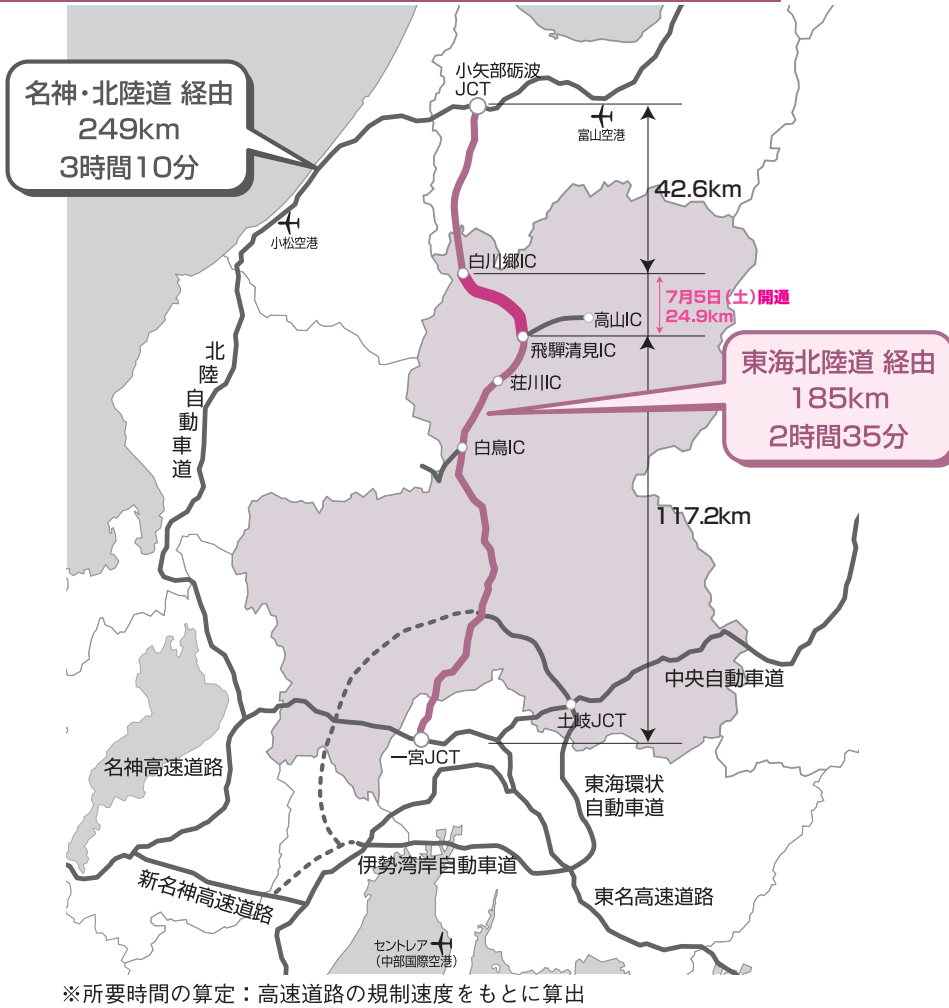 小矢部砺波
JCT
名神・北陸道 経由
249km
3時間10分
富山空港
42.6km
小松空港
白川郷IC
7月5日(土)開通
24.9km
高山IC
飛騨清見IC
東海北陸道 経由
185km
2時間35分
荘川IC
北陸自動車道
白鳥IC
117.2km
中央自動車道
土岐JCT
一宮JCT
名神高速道路
東海環状
自動車道
伊勢湾岸自動車道
新名神高速道路
東名高速道路
セントレア
(中部国際空港)
※所要時間の算定：高速道路の規制速度をもとに算出